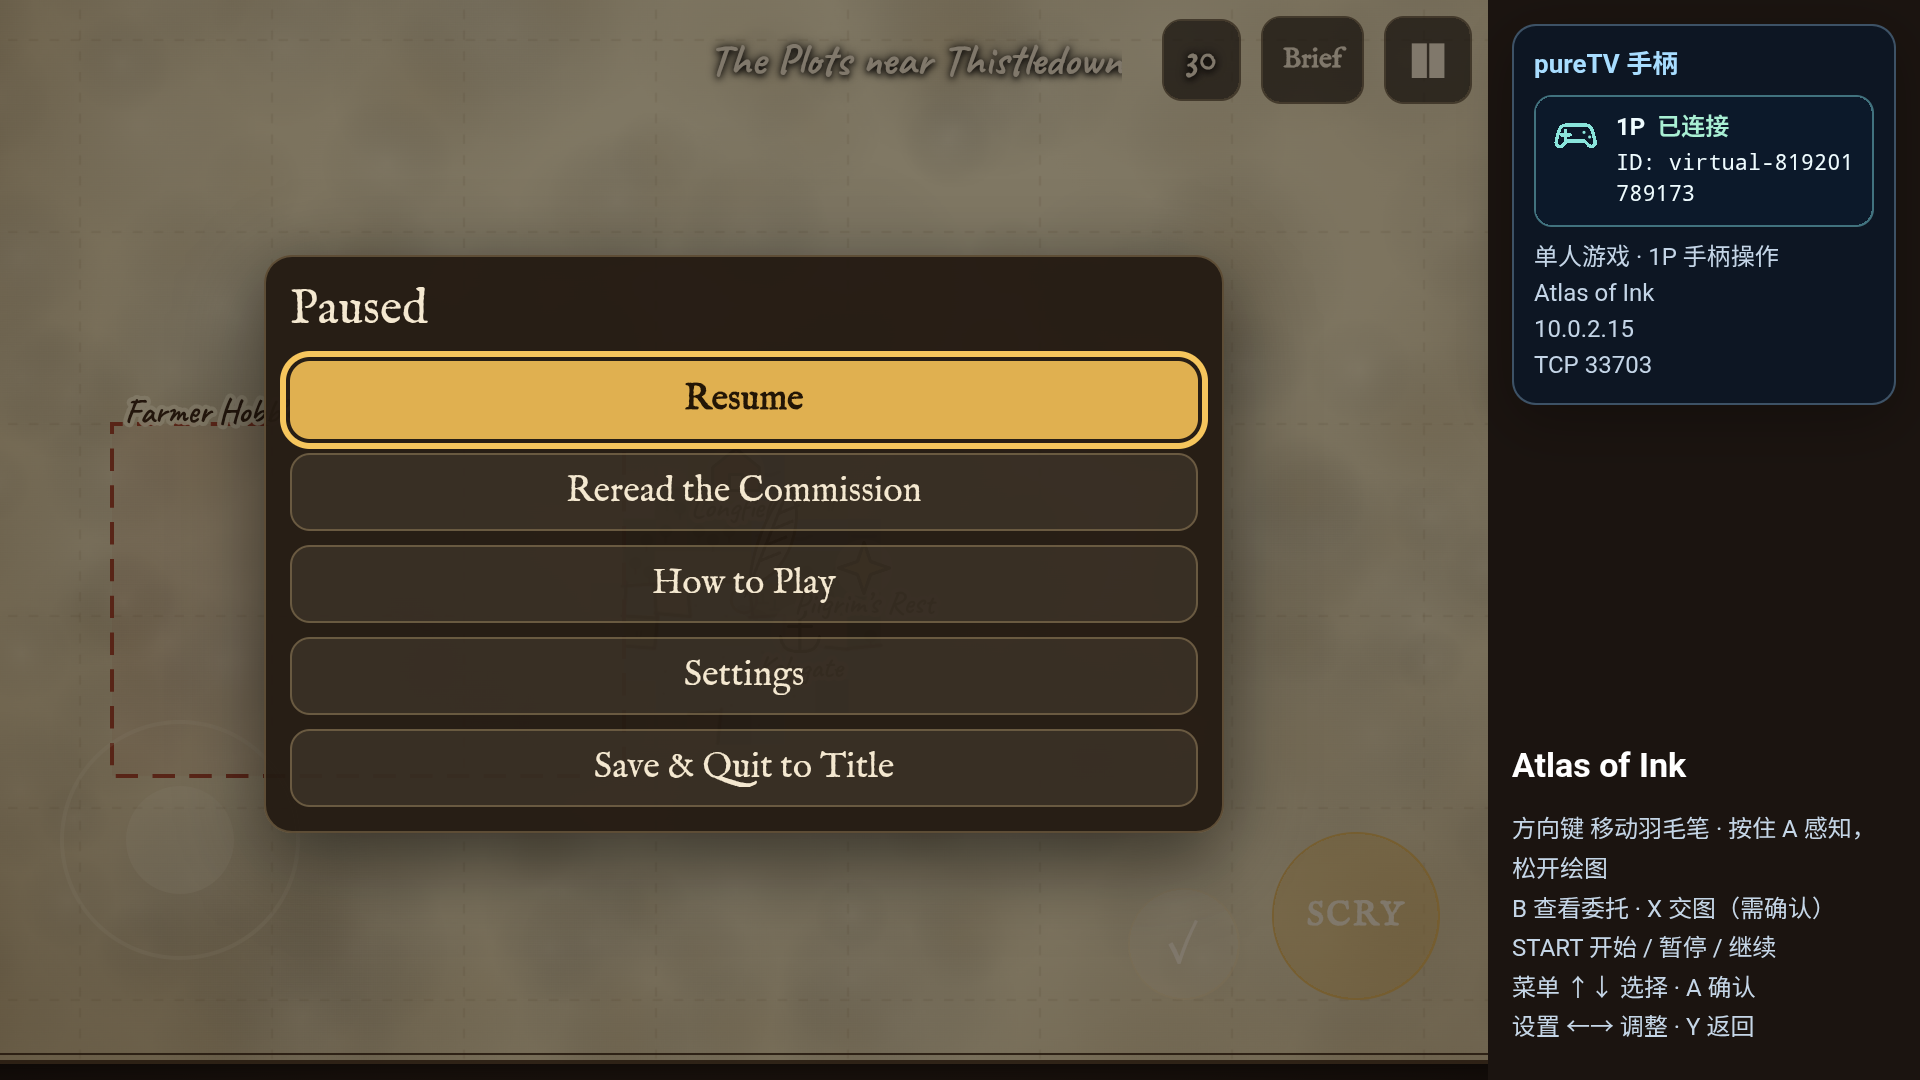 The Plots near Thistledown
30
Brief
Farmer Hob
Paused
Resume
Reread the Commission
How to Play
Settings
Save & Quit to Title
Pilgrim's Rest
SCRY
✓
pureTV 手柄
1P 已连接
ID: virtual-819201
789173
单人游戏 · 1P 手柄操作
Atlas of Ink
10.0.2.15
TCP 33703
Atlas of Ink
方向键 移动羽毛笔 · 按住 A 感知，
松开绘图
B 查看委托 · X 交图（需确认）
START 开始 / 暂停 / 继续
菜单 ↑↓ 选择 · A 确认
设置 ←→ 调整 · Y 返回